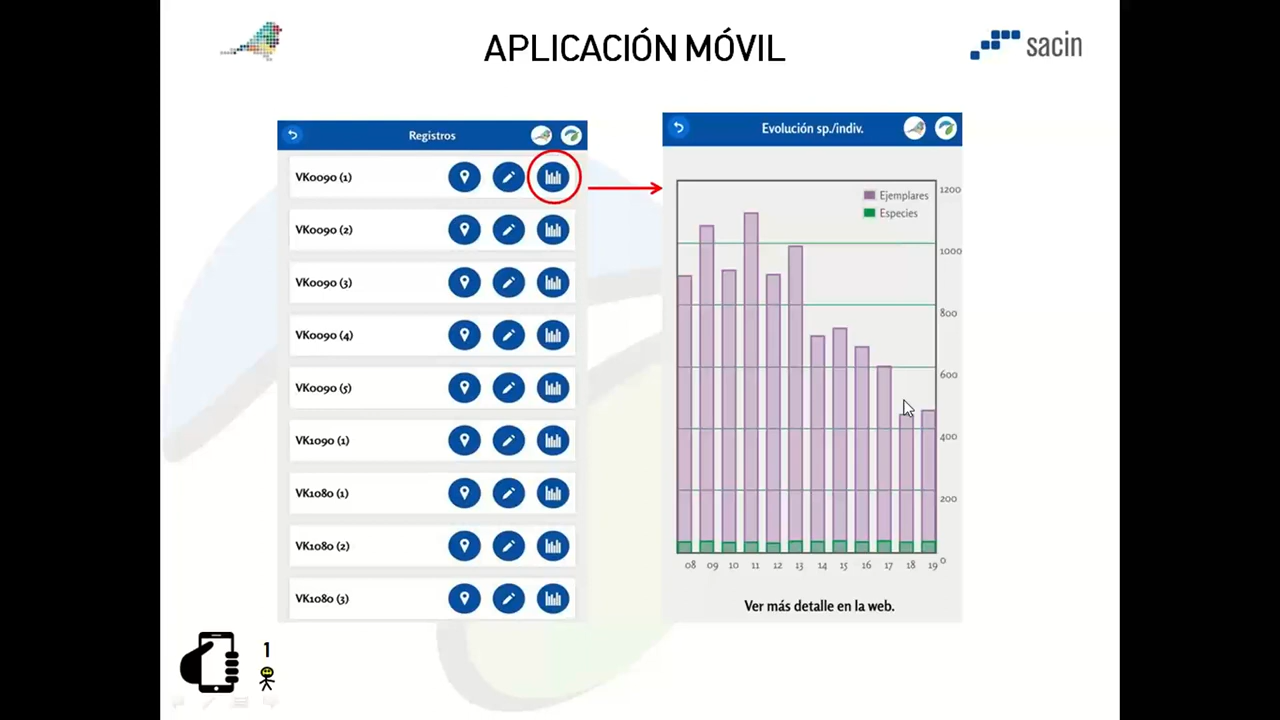 APLICACIÓN MÓVIL
sacin
Registros
VK0090 (1)
VK0090 (2)
VK0090 (3)
VK0090 (4)
VK0090 (5)
VK1090 (1)
VK1080 (1)
VK1080 (2)
VK1080 (3)
Evolución sp./indiv.
Ejemplares
Especies
1200
1000
800
600
400
200
0
08 09 10 11 12 13 14 15 16 17 18 19
Ver más detalle en la web.
1